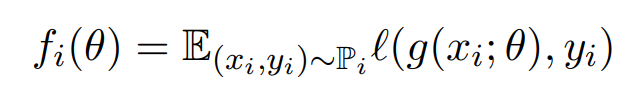 $f_i(\theta) = \mathbb{E}_{(x_i, y_i) \sim \mathbb{P}_i} \ell(g(x_i; \theta), y_i)$